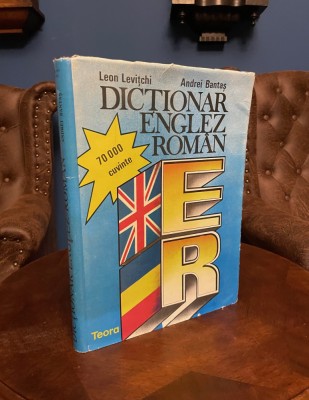 Leon Levițchi Andrei Bantaș
DICTIONAR
ENGLEZ
ROMÂN
70 000
cuvinte
E
R
Teora